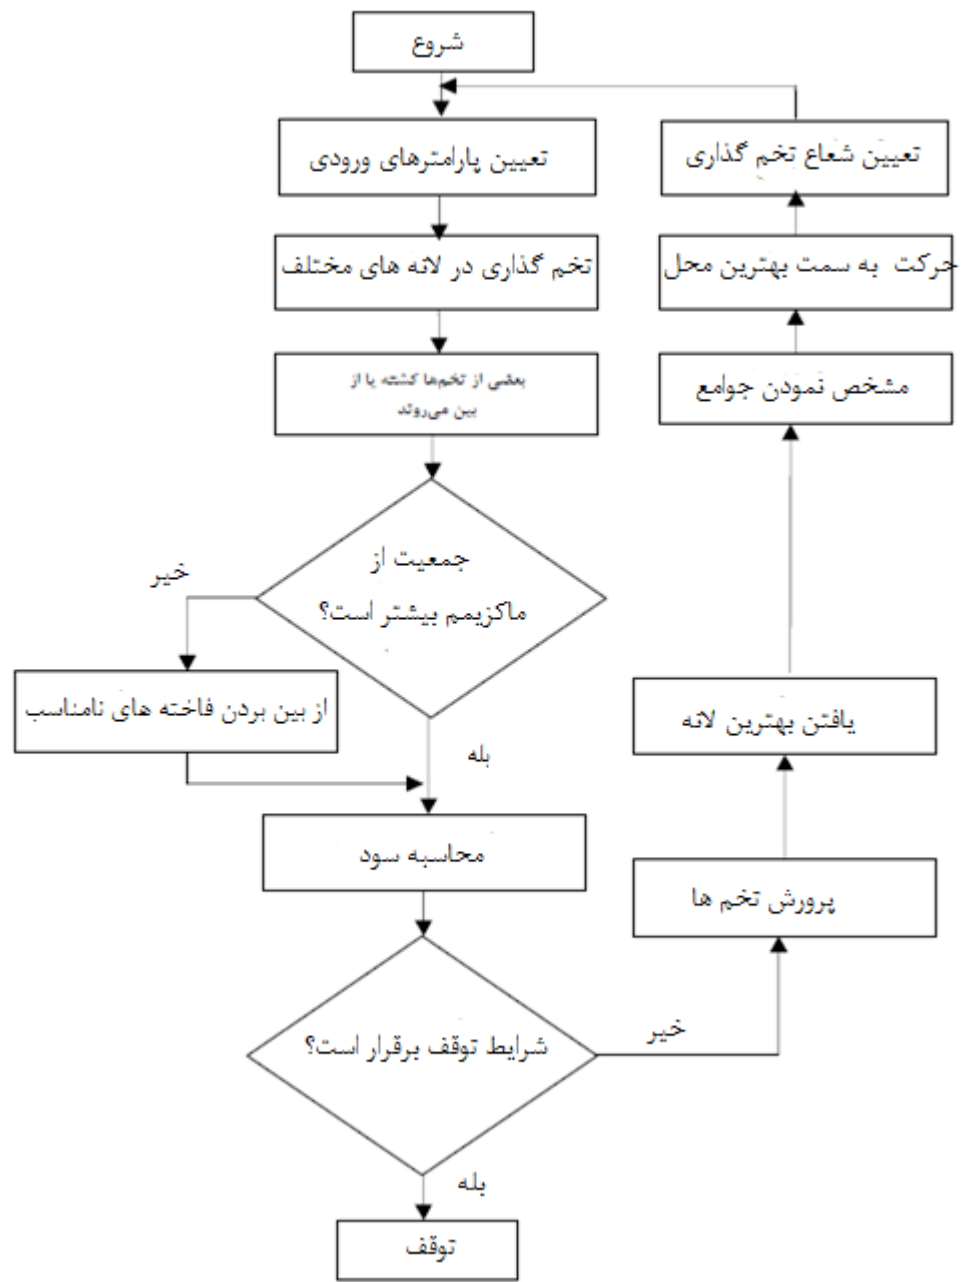 شروع
تعیین پارامترهای ورودی
تخم گذاری در لانه های مختلف
بعضی از تخم‌ها کشته یا از
بین می‌روند
جمعیت از
ماکزیمم بیشتر است؟
خیر
از بین بردن فاخته های نامناسب
بله
محاسبه سود
شرایط توقف برقرار است؟
بله
توقف
خیر
پرورش تخم ها
یافتن بهترین لانه
مشخص نمودن جوامع
حرکت به سمت بهترین محل
تعیین شعاع تخم گذاری